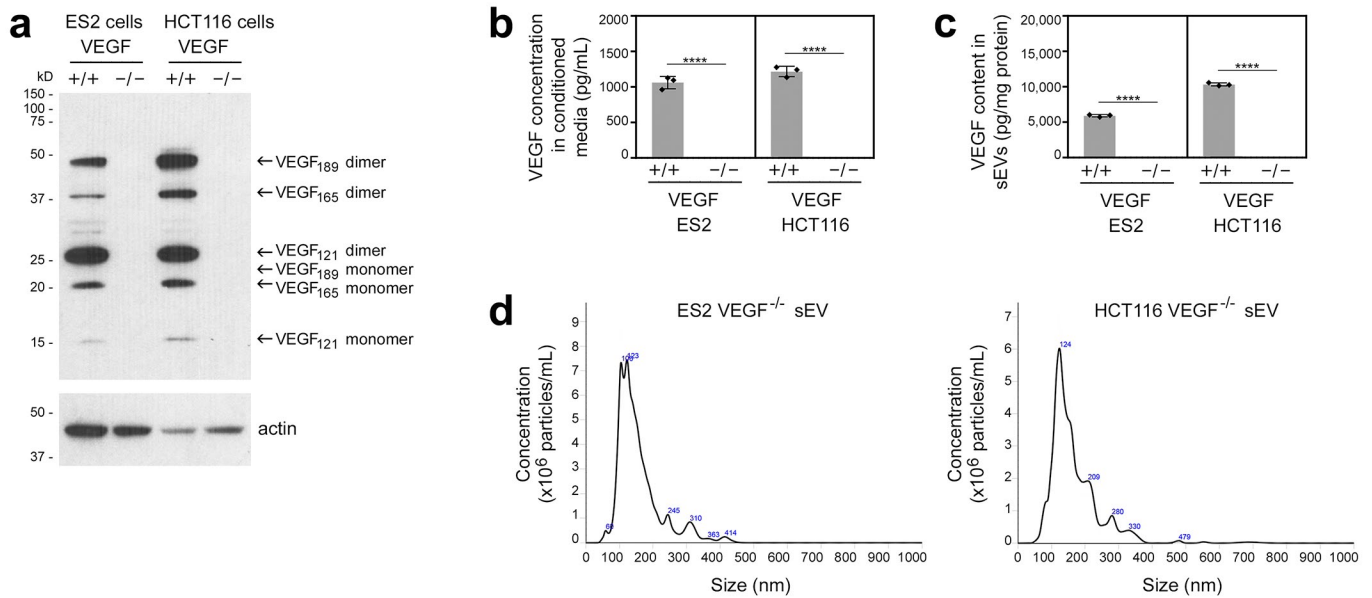 a
ES2 cells HCT116 cells
VEGF VEGF
kD +/+ −/− +/+ −/−
150 -
100 -
75 -
50 -
37 -
25 -
20 -
15 -
←VEGF189 dimer
←VEGF165 dimer
←VEGF121 dimer
←VEGF189 monomer
←VEGF165 monomer
←VEGF121 monomer
50 -
37 -
actin
b
VEGF concentration
in conditioned
media (pg/mL)
2000
1500
1000
500
0
**** ****
+/+ −/− +/+ −/−
VEGF VEGF
ES2 HCT116
c
VEGF content in
sEVs (pg/mg protein)
20,000
15,000
10,000
5,000
0
**** ****
+/+ −/− +/+ −/−
VEGF VEGF
ES2 HCT116
d
ES2 VEGF-/- sEV
Concentration
(x106 particles/mL)
9
8
7
6
5
4
3
2
1
0
123
245
310
363
414
0 100 200 300 400 500 600 700 800 900 1000
Size (nm)
HCT116 VEGF-/- sEV
Concentration
(x106 particles/mL)
7
6
5
4
3
2
1
0
124
209
280
330
479
0 100 200 300 400 500 600 700 800 900 1000
Size (nm)